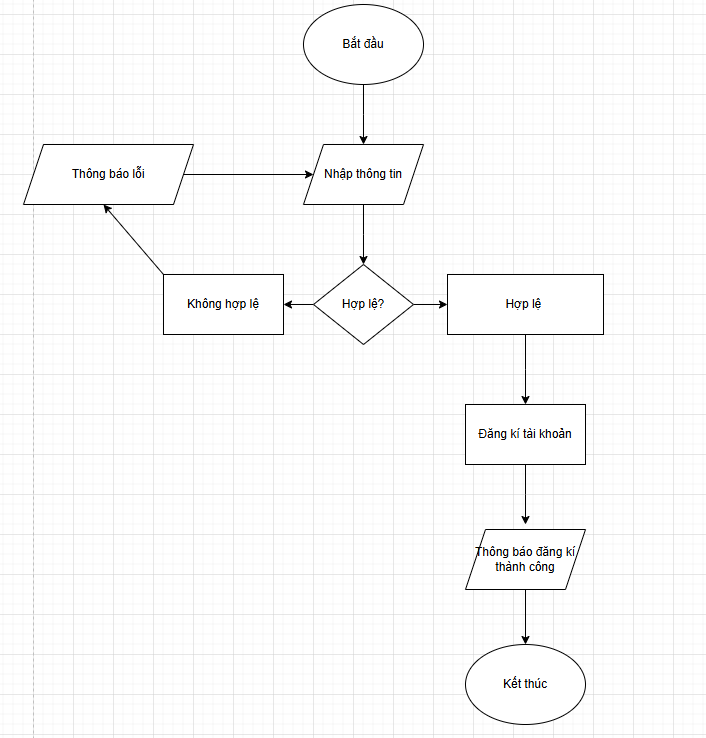 Bắt đầu
Thông báo lỗi
Nhập thông tin
Không hợp lệ
Hợp lệ?
Hợp lệ
Đăng kí tài khoản
Thông báo đăng kí
thành công
Kết thúc